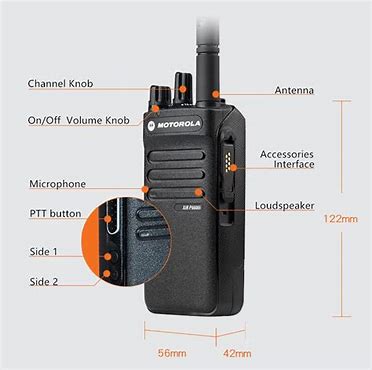 Channel Knob
Antenna
On/Off Volume Knob
MOTOROLA
Accessories
Interface
Microphone
Loudspeaker
PTT button
122mm
Side 1
Side 2
56mm
42mm